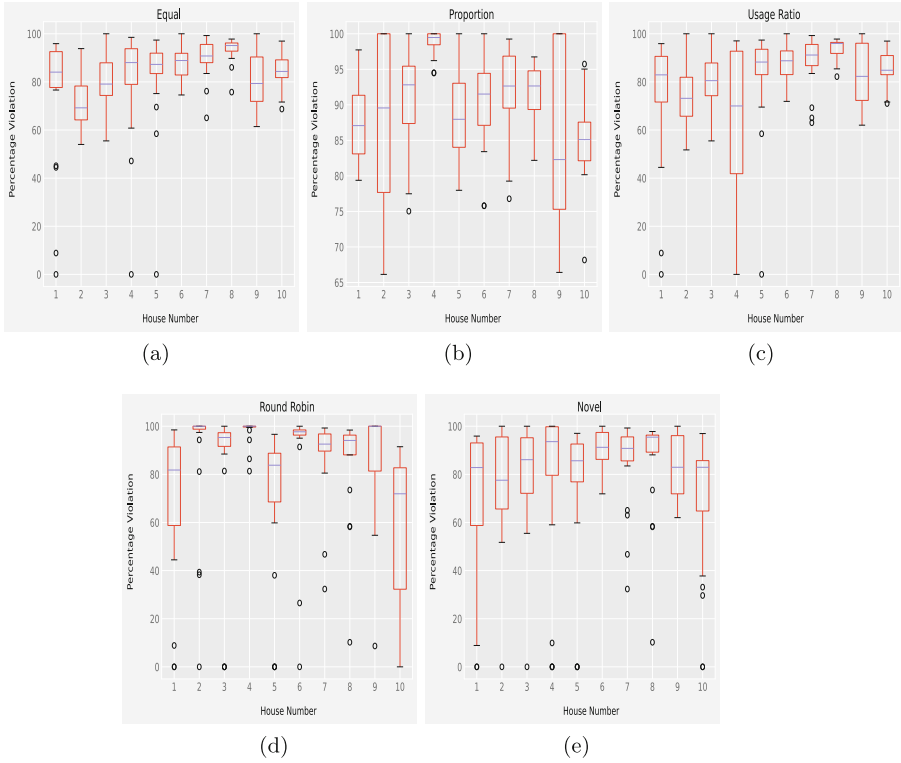 Equal
Percentage Violation
100
80
60
40
20
0
1 2 3 4 5 6 7 8 9 10
House Number
(a)
Proportion
Percentage Violation
100
95
90
85
80
75
70
65
1 2 3 4 5 6 7 8 9 10
House Number
(b)
Usage Ratio
Percentage Violation
100
80
60
40
20
0
1 2 3 4 5 6 7 8 9 10
House Number
(c)
Round Robin
Percentage Violation
100
80
60
40
20
0
1 2 3 4 5 6 7 8 9 10
House Number
(d)
Novel
Percentage Violation
100
80
60
40
20
0
1 2 3 4 5 6 7 8 9 10
House Number
(e)